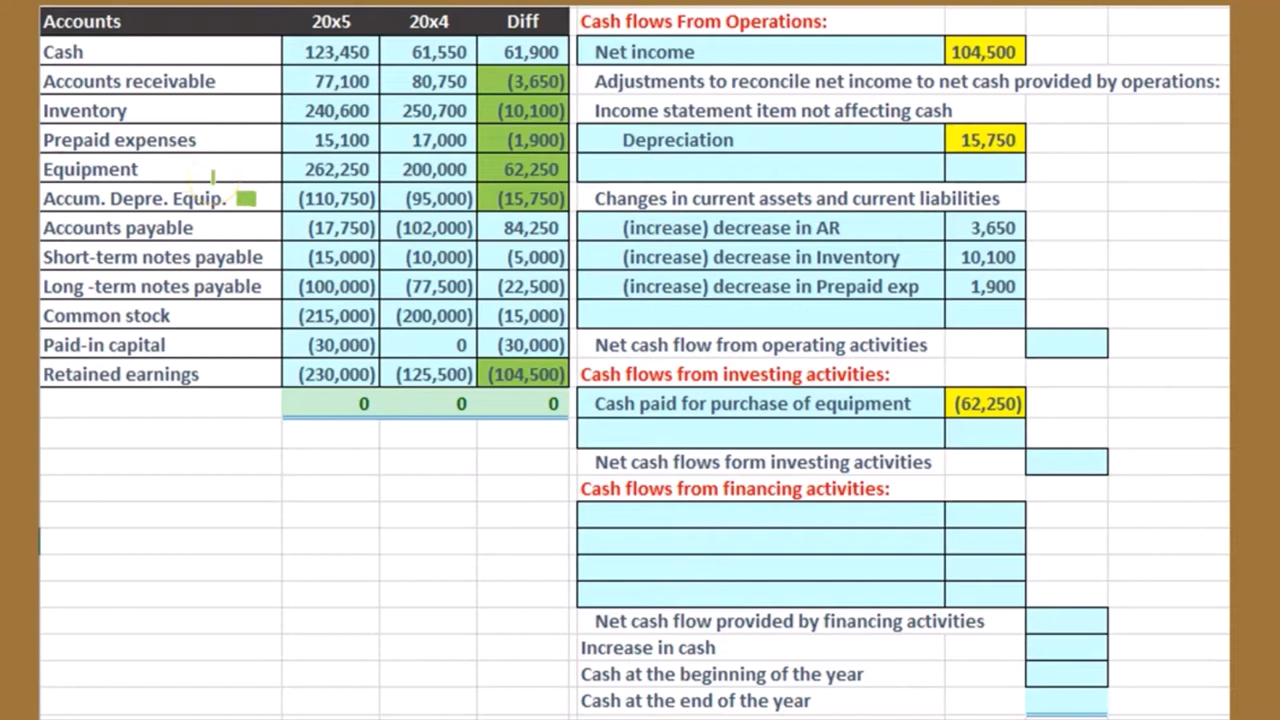 Accounts 20x5 20x4 Diff
Cash 123,450 61,550 61,900
Accounts receivable 77,100 80,750 (3,650)
Inventory 240,600 250,700 (10,100)
Prepaid expenses 15,100 17,000 (1,900)
Equipment 262,250 200,000 62,250
Accum. Depre. Equip. (110,750) (95,000) (15,750)
Accounts payable (17,750) (102,000) 84,250
Short-term notes payable (15,000) (10,000) (5,000)
Long -term notes payable (100,000) (77,500) (22,500)
Common stock (215,000) (200,000) (15,000)
Paid-in capital (30,000) 0 (30,000)
Retained earnings (230,000) (125,500) (104,500)
0 0 0
Cash flows From Operations:
Net income 104,500
Adjustments to reconcile net income to net cash provided by operations:
Income statement item not affecting cash
Depreciation 15,750
Changes in current assets and current liabilities
(increase) decrease in AR 3,650
(increase) decrease in Inventory 10,100
(increase) decrease in Prepaid exp 1,900
Net cash flow from operating activities
Cash flows from investing activities:
Cash paid for purchase of equipment (62,250)
Net cash flows form investing activities
Cash flows from financing activities:
Net cash flow provided by financing activities
Increase in cash
Cash at the beginning of the year
Cash at the end of the year